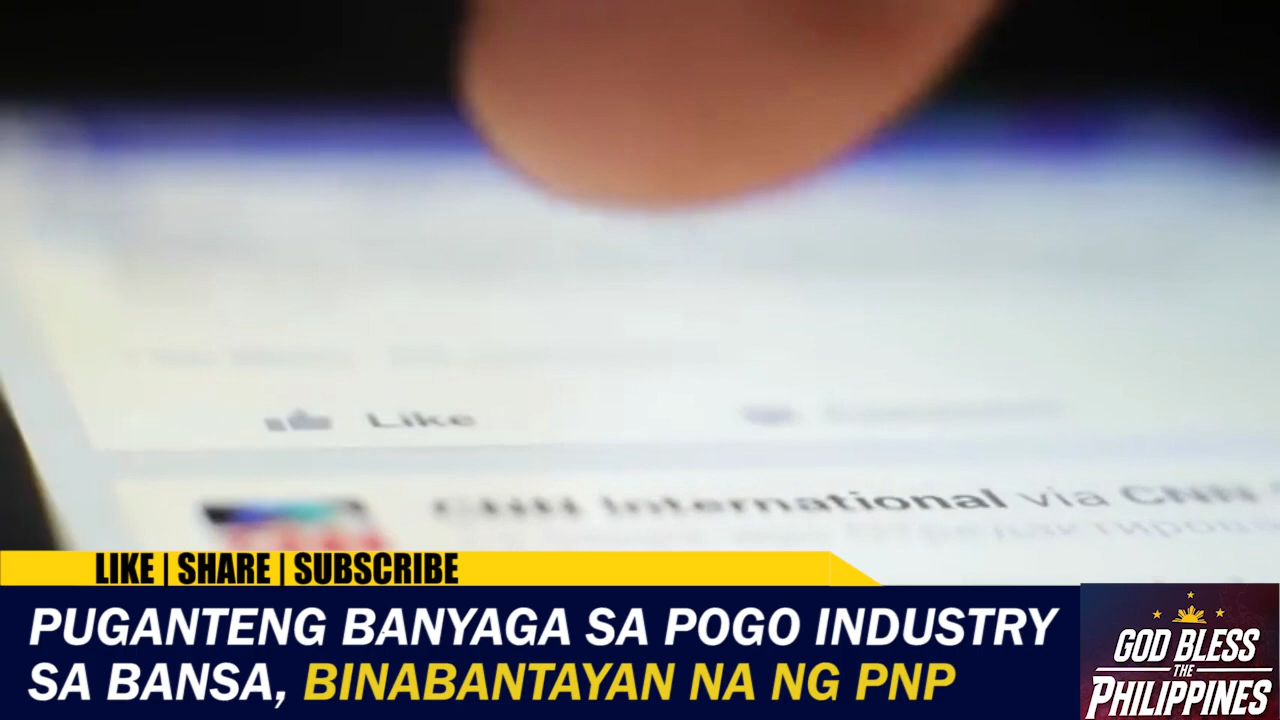 Like
CNN International via CNN
LIKE | SHARE | SUBSCRIBE
PUGANTENG BANYAGA SA POGO INDUSTRY
SA BANSA, BINABANTAYAN NA NG PNP
GOD BLESS
THE
PHILIPPINES